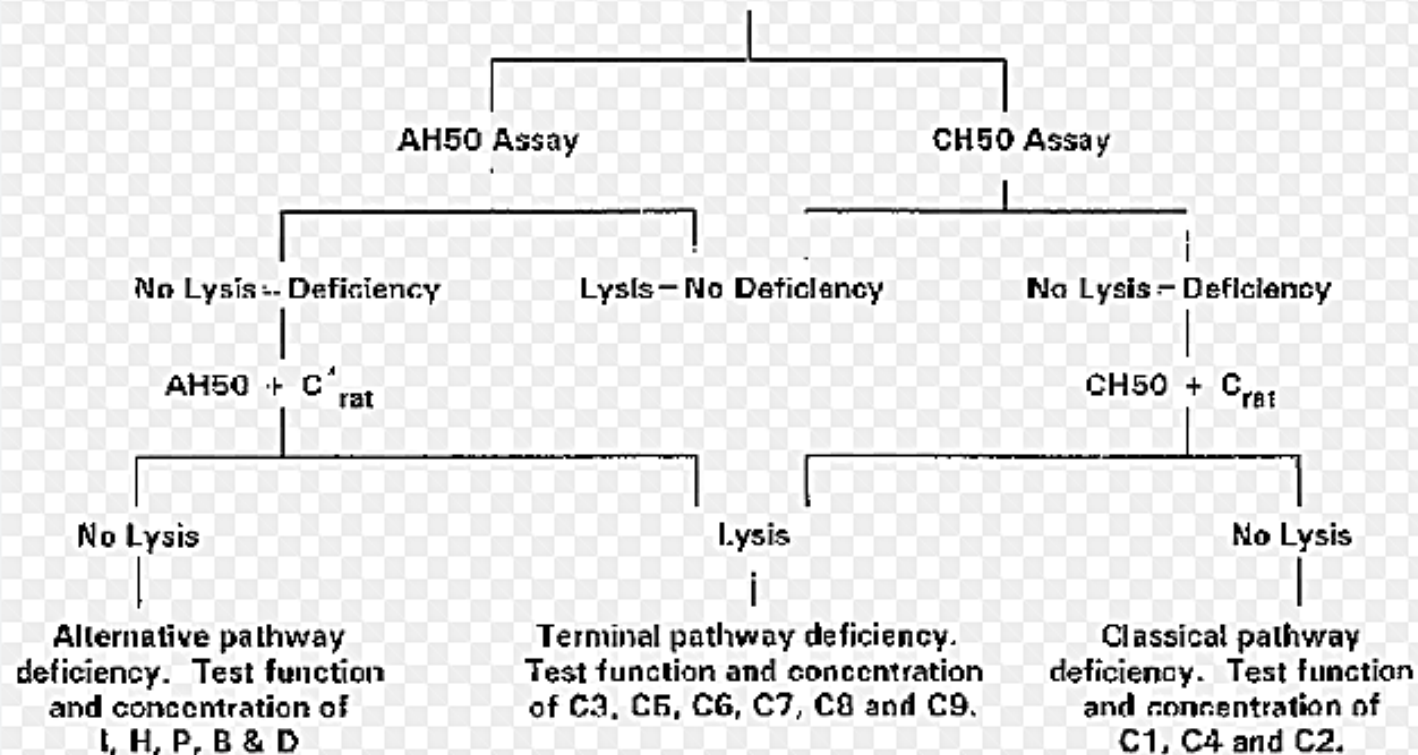 AH50 Assay
CH50 Assay
No Lysis - Deficiency
Lysis - No Deficiency
No Lysis - Deficiency
AH50 + C'rat
CH50 + Crat
No Lysis
Lysis
No Lysis
Alternative pathway
deficiency. Test function
and concentration of
I, H, P, B & D
Terminal pathway deficiency.
Test function and concentration
of C3, C5, C6, C7, C8 and C9.
Classical pathway
deficiency. Test function
and concentration of
C1, C4 and C2.